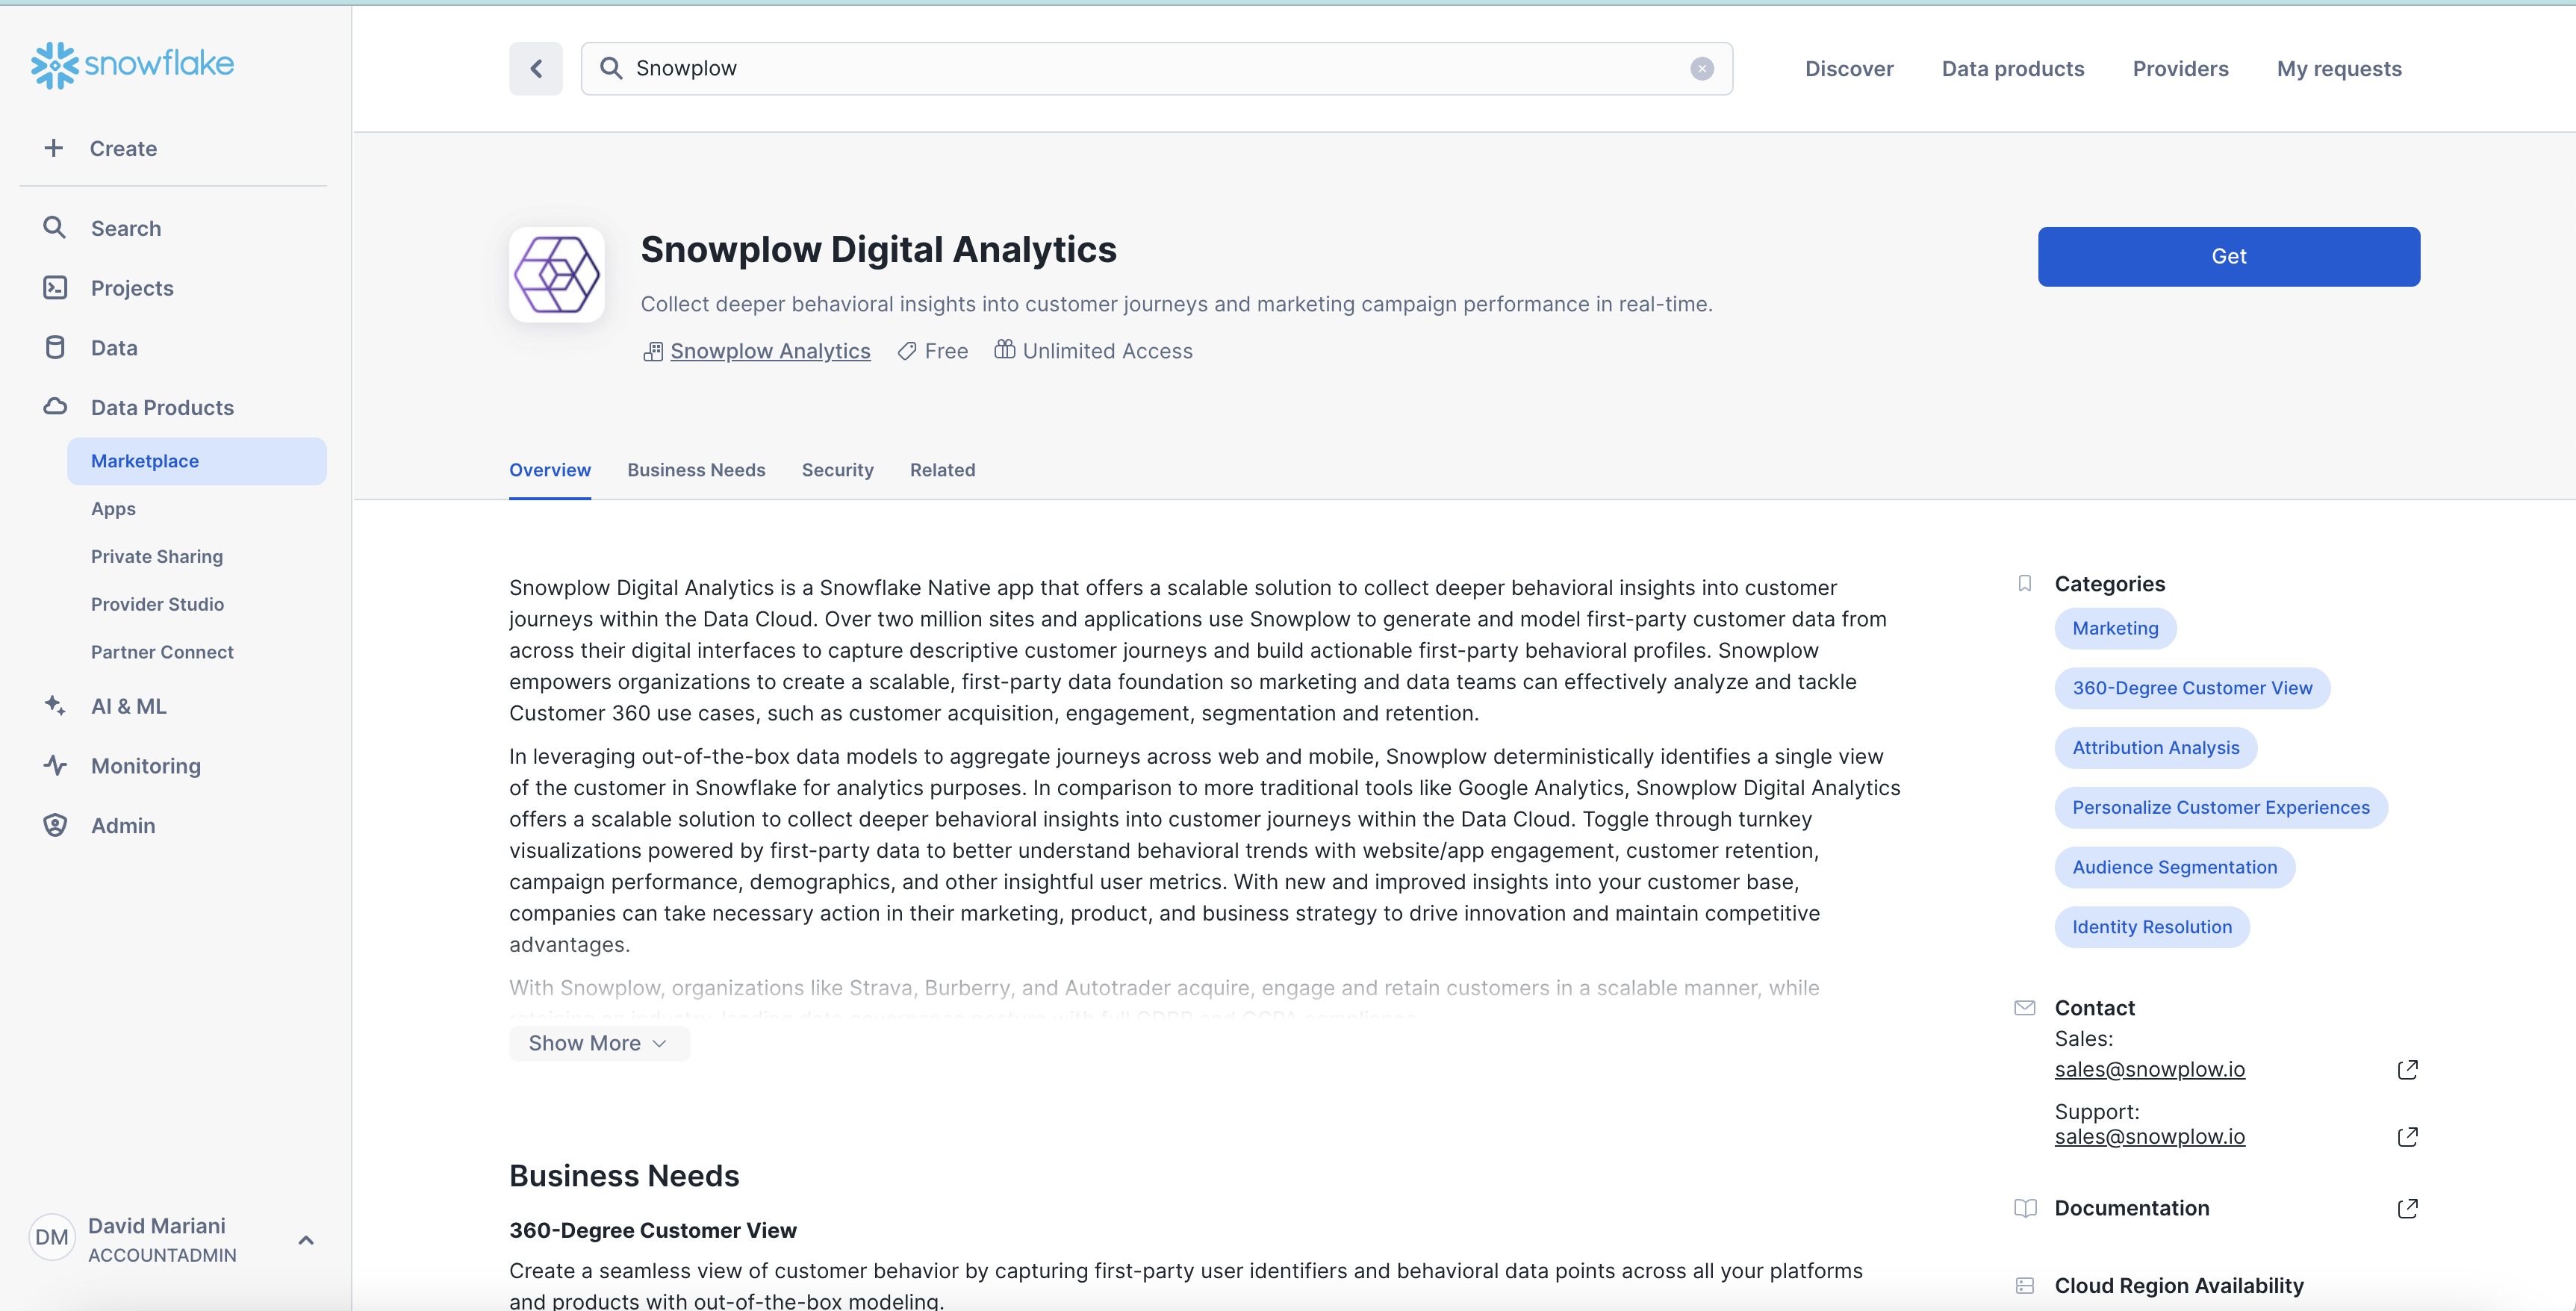 snowflake
Create
Search
Projects
Data
Data Products
Marketplace
Apps
Private Sharing
Provider Studio
Partner Connect
AI & ML
Monitoring
Admin
DM
David Mariani
ACCOUNTADMIN
Snowplow
Discover
Data products
Providers
My requests
Snowplow Digital Analytics
Collect deeper behavioral insights into customer journeys and marketing campaign performance in real-time.
Snowplow Analytics Free Unlimited Access
Get
Overview
Business Needs
Security
Related
Snowplow Digital Analytics is a Snowflake Native app that offers a scalable solution to collect deeper behavioral insights into customer
journeys within the Data Cloud. Over two million sites and applications use Snowplow to generate and model first-party customer data from
across their digital interfaces to capture descriptive customer journeys and build actionable first-party behavioral profiles. Snowplow
empowers organizations to create a scalable, first-party data foundation so marketing and data teams can effectively analyze and tackle
Customer 360 use cases, such as customer acquisition, engagement, segmentation and retention.
In leveraging out-of-the-box data models to aggregate journeys across web and mobile, Snowplow deterministically identifies a single view
of the customer in Snowflake for analytics purposes. In comparison to more traditional tools like Google Analytics, Snowplow Digital Analytics
offers a scalable solution to collect deeper behavioral insights into customer journeys within the Data Cloud. Toggle through turnkey
visualizations powered by first-party data to better understand behavioral trends with website/app engagement, customer retention,
campaign performance, demographics, and other insightful user metrics. With new and improved insights into your customer base,
companies can take necessary action in their marketing, product, and business strategy to drive innovation and maintain competitive
advantages.
With Snowplow, organizations like Strava, Burberry, and Autotrader acquire, engage and retain customers in a scalable manner, while
retaining an industry-leading data governance posture with full GDPR and CCPA compliance.
Show More
Business Needs
360-Degree Customer View
Create a seamless view of customer behavior by capturing first-party user identifiers and behavioral data points across all your platforms
and products with out-of-the-box modeling.
Categories
Marketing
360-Degree Customer View
Attribution Analysis
Personalize Customer Experiences
Audience Segmentation
Identity Resolution
Contact
Sales:
sales@snowplow.io
Support:
sales@snowplow.io
Documentation
Cloud Region Availability